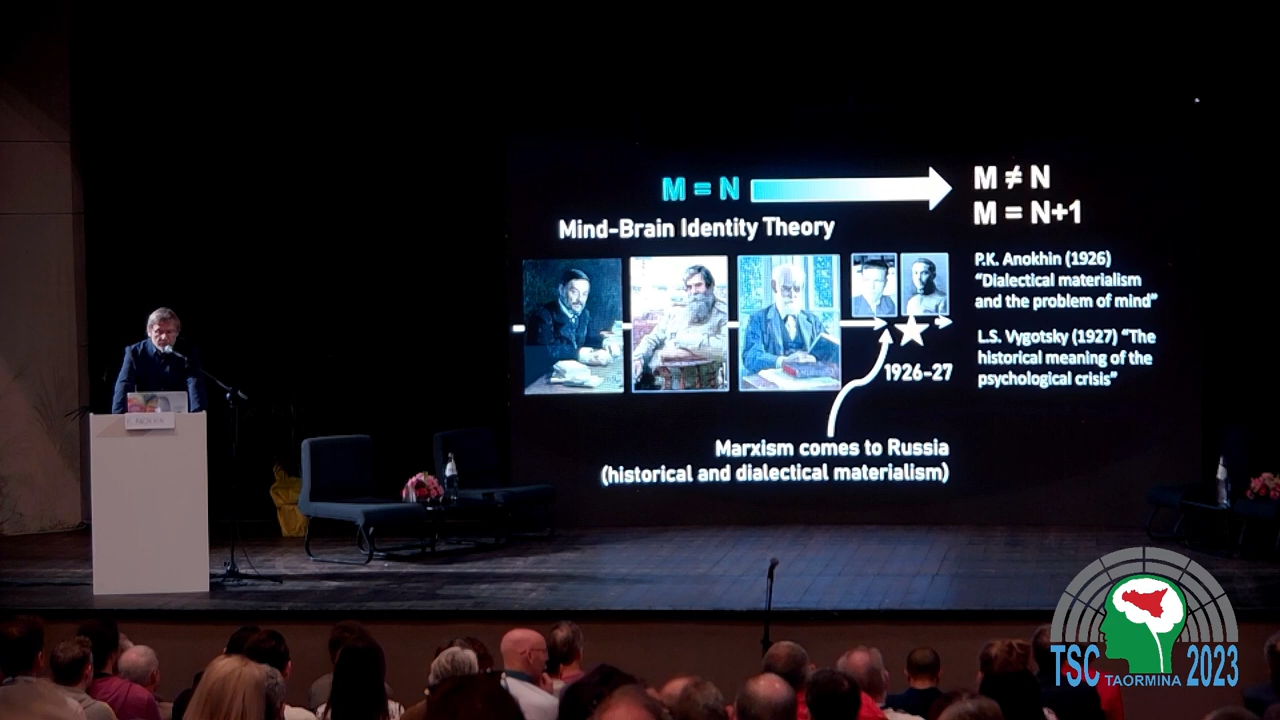 M = N
M ≠ N
M = N+1
Mind-Brain Identity Theory
P.K. Anokhin (1926)
“Dialectical materialism
and the problem of mind”
L.S. Vygotsky (1927) “The
historical meaning of the
psychological crisis”
1926-27
Marxism comes to Russia
(historical and dialectical materialism)
TSC TAORMINA 2023